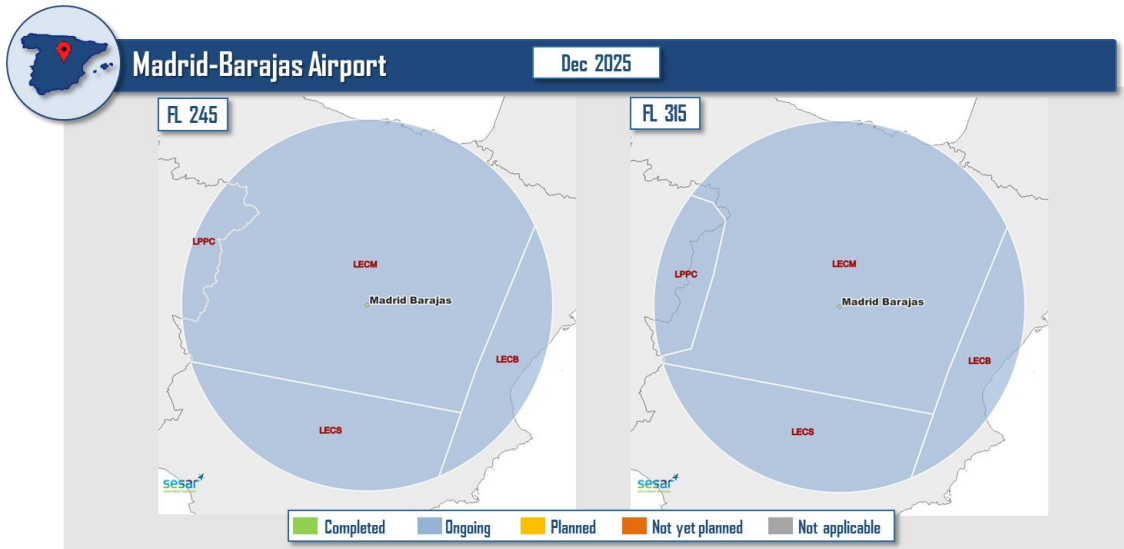 Madrid-Barajas Airport
Dec 2025
FL 245
FL 315
LPPC
LECM
Madrid Barajas
LECB
LECS
sesar
LPPC
LECM
Madrid Barajas
LECB
LECS
sesar
Completed
Ongoing
Planned
Not yet planned
Not applicable